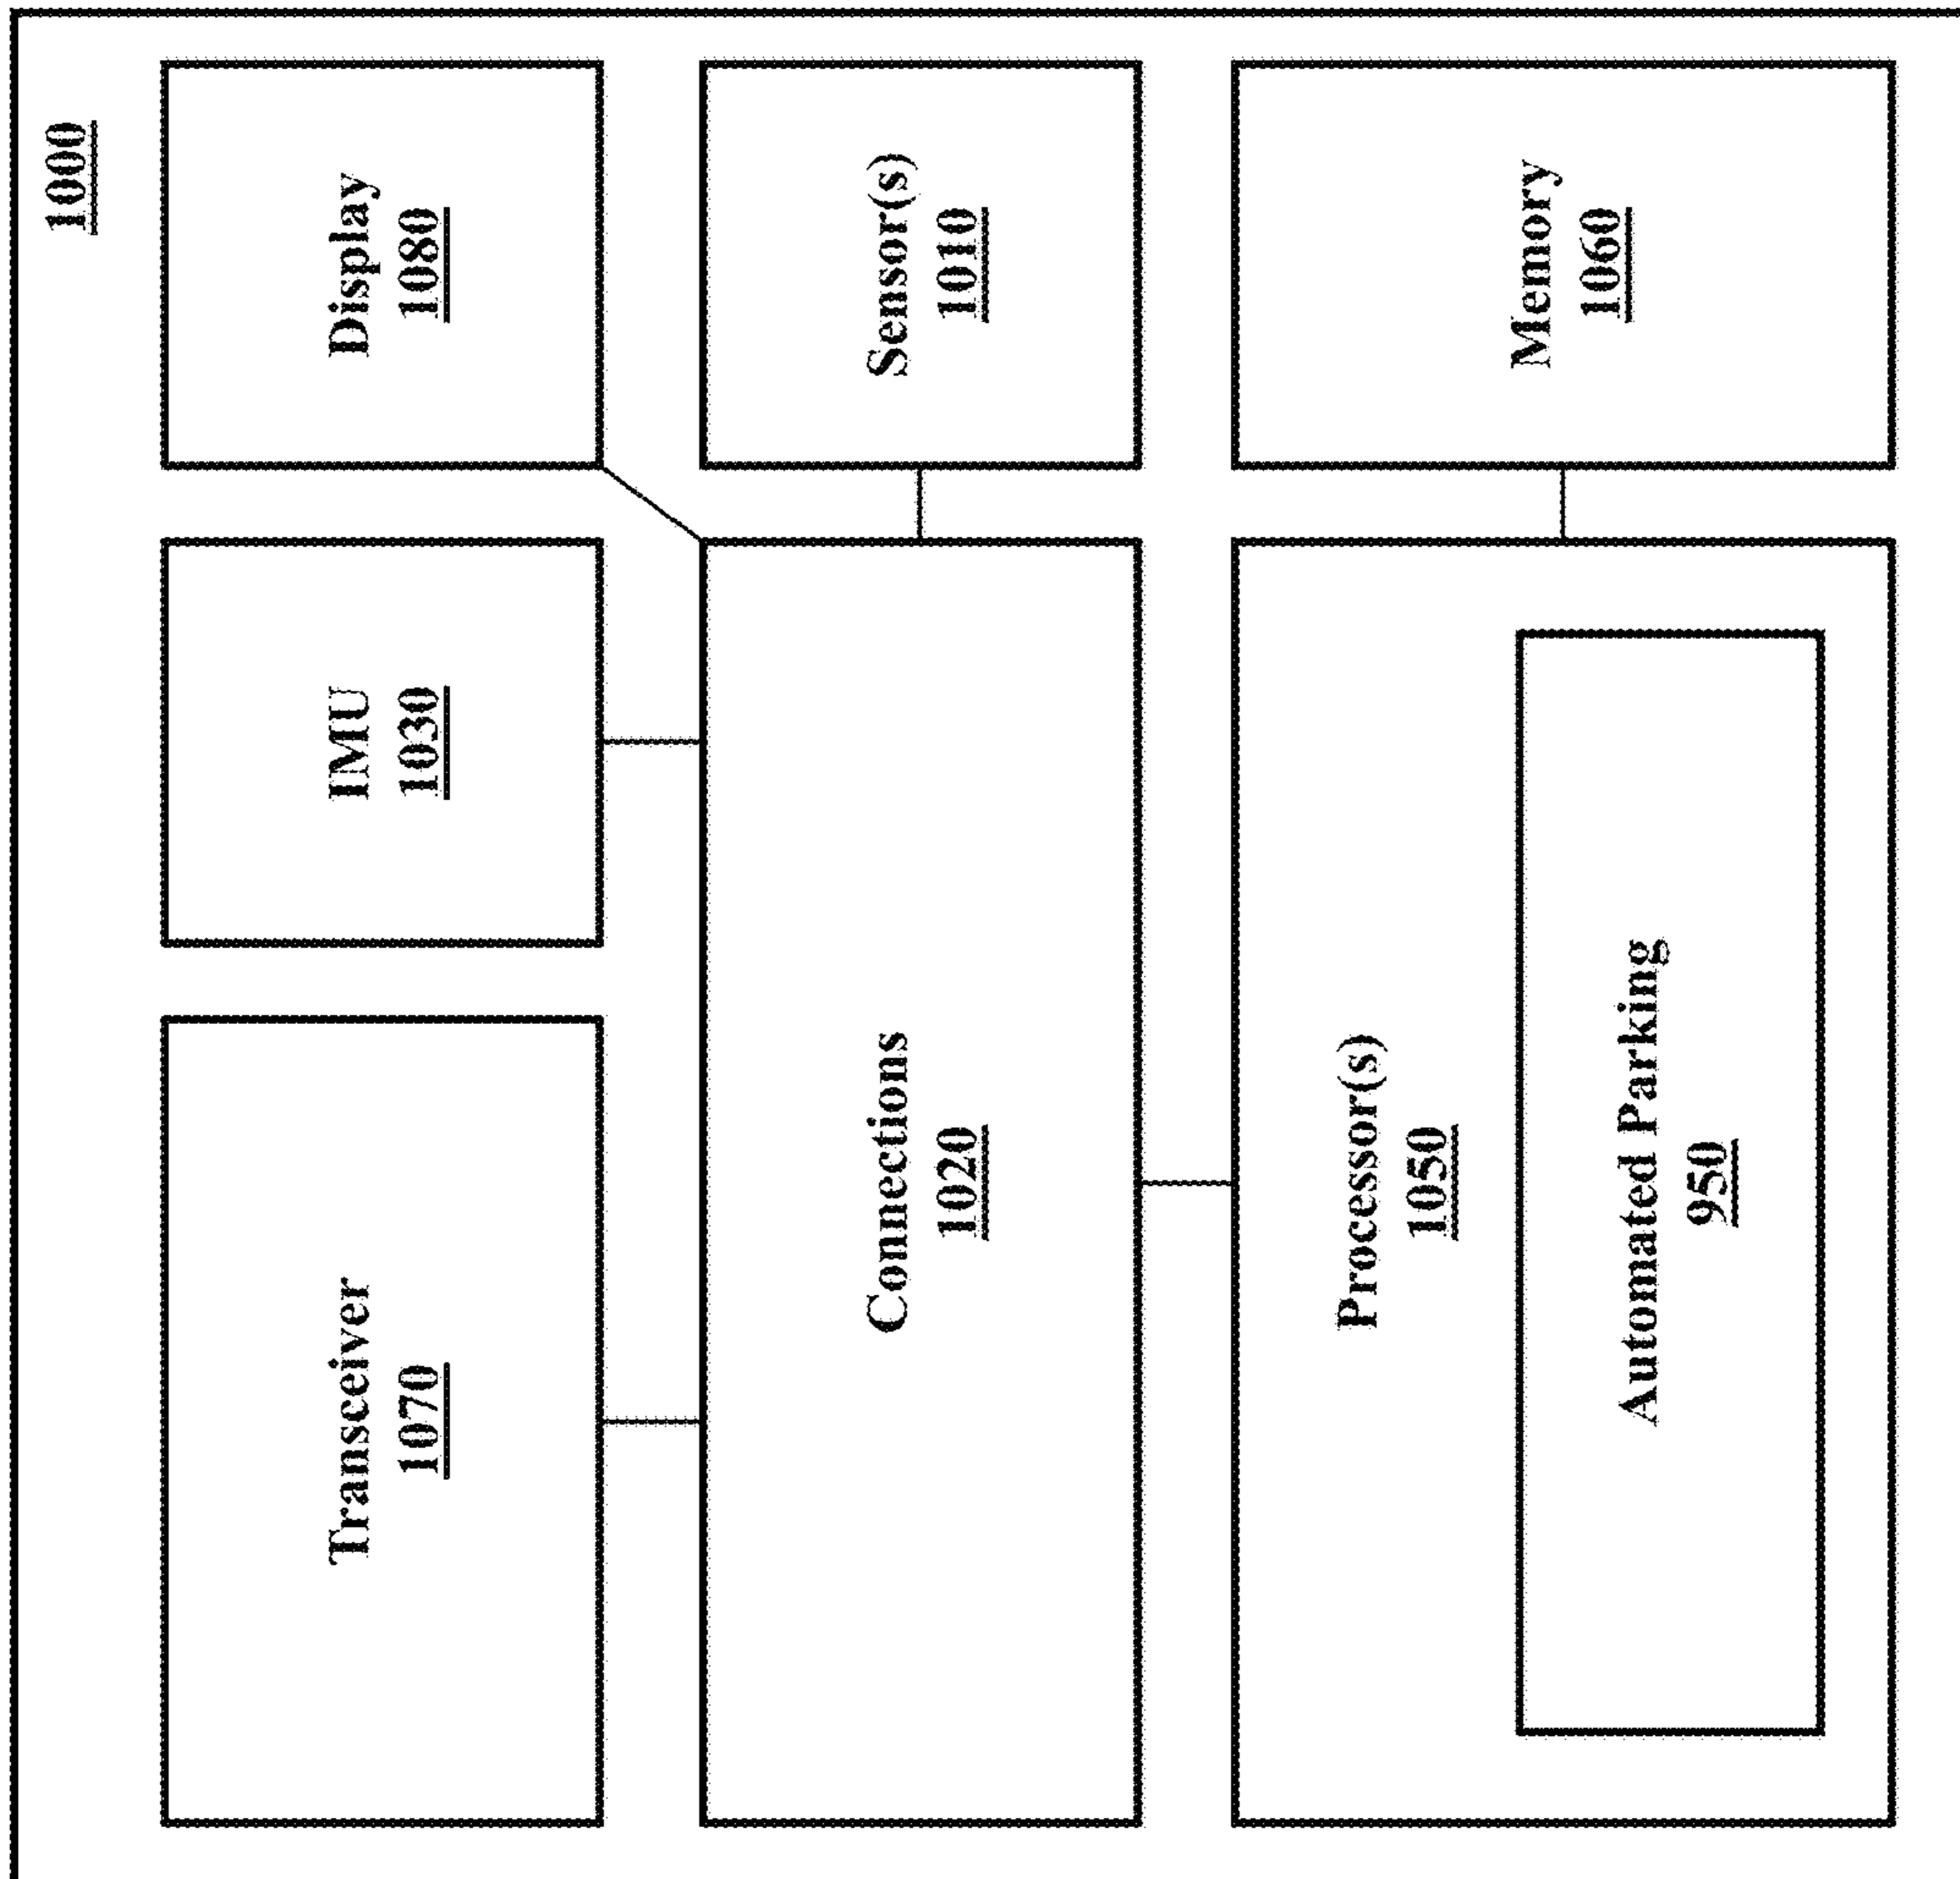 1000
Transceiver
1070
IMU
1030
Display
1080
Connections
1020
Sensor(s)
1010
Processor(s)
1050
Automated Parking
950
Memory
1060